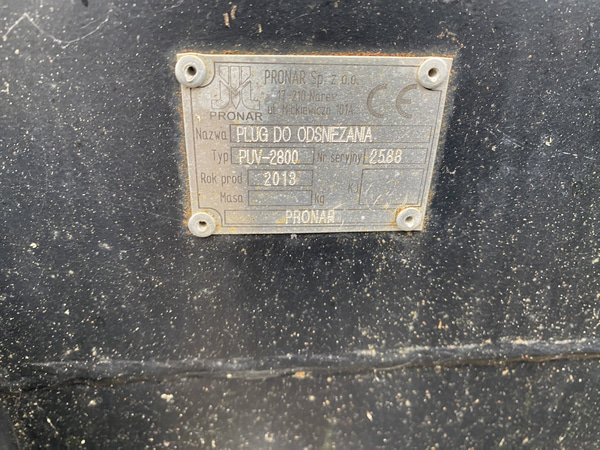 PRONAR Sp. z o.o.
17-210 Narew
ul. Mickiewicza 101A
PRONAR
CE
Nazwa PLUG DO ODSNIEZANIA
Typ PUV-2800 Nr seryjny 2588
Rok prod 2013 KJ
Masa kg
PRONAR